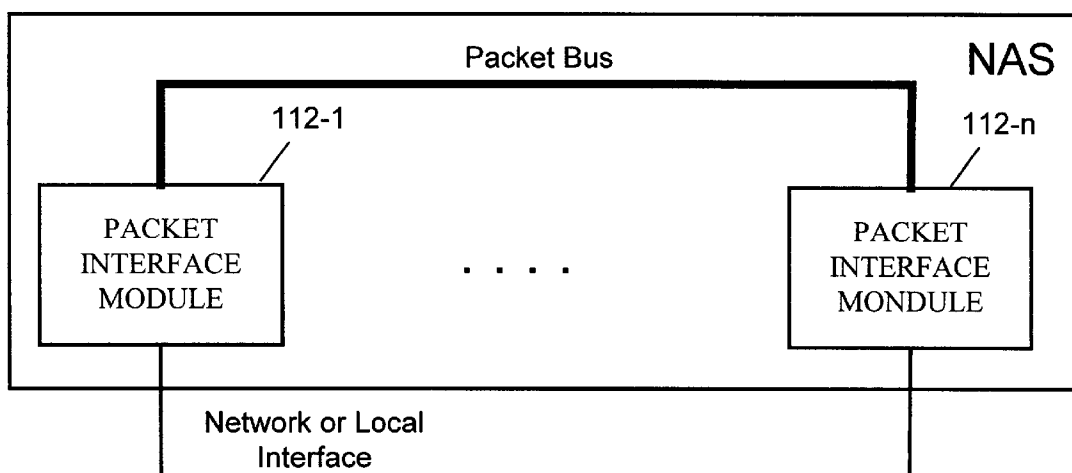 Packet Bus
NAS
112-1
112-n
PACKET
INTERFACE
MODULE
. . . .
PACKET
INTERFACE
MONDULE
Network or Local
Interface